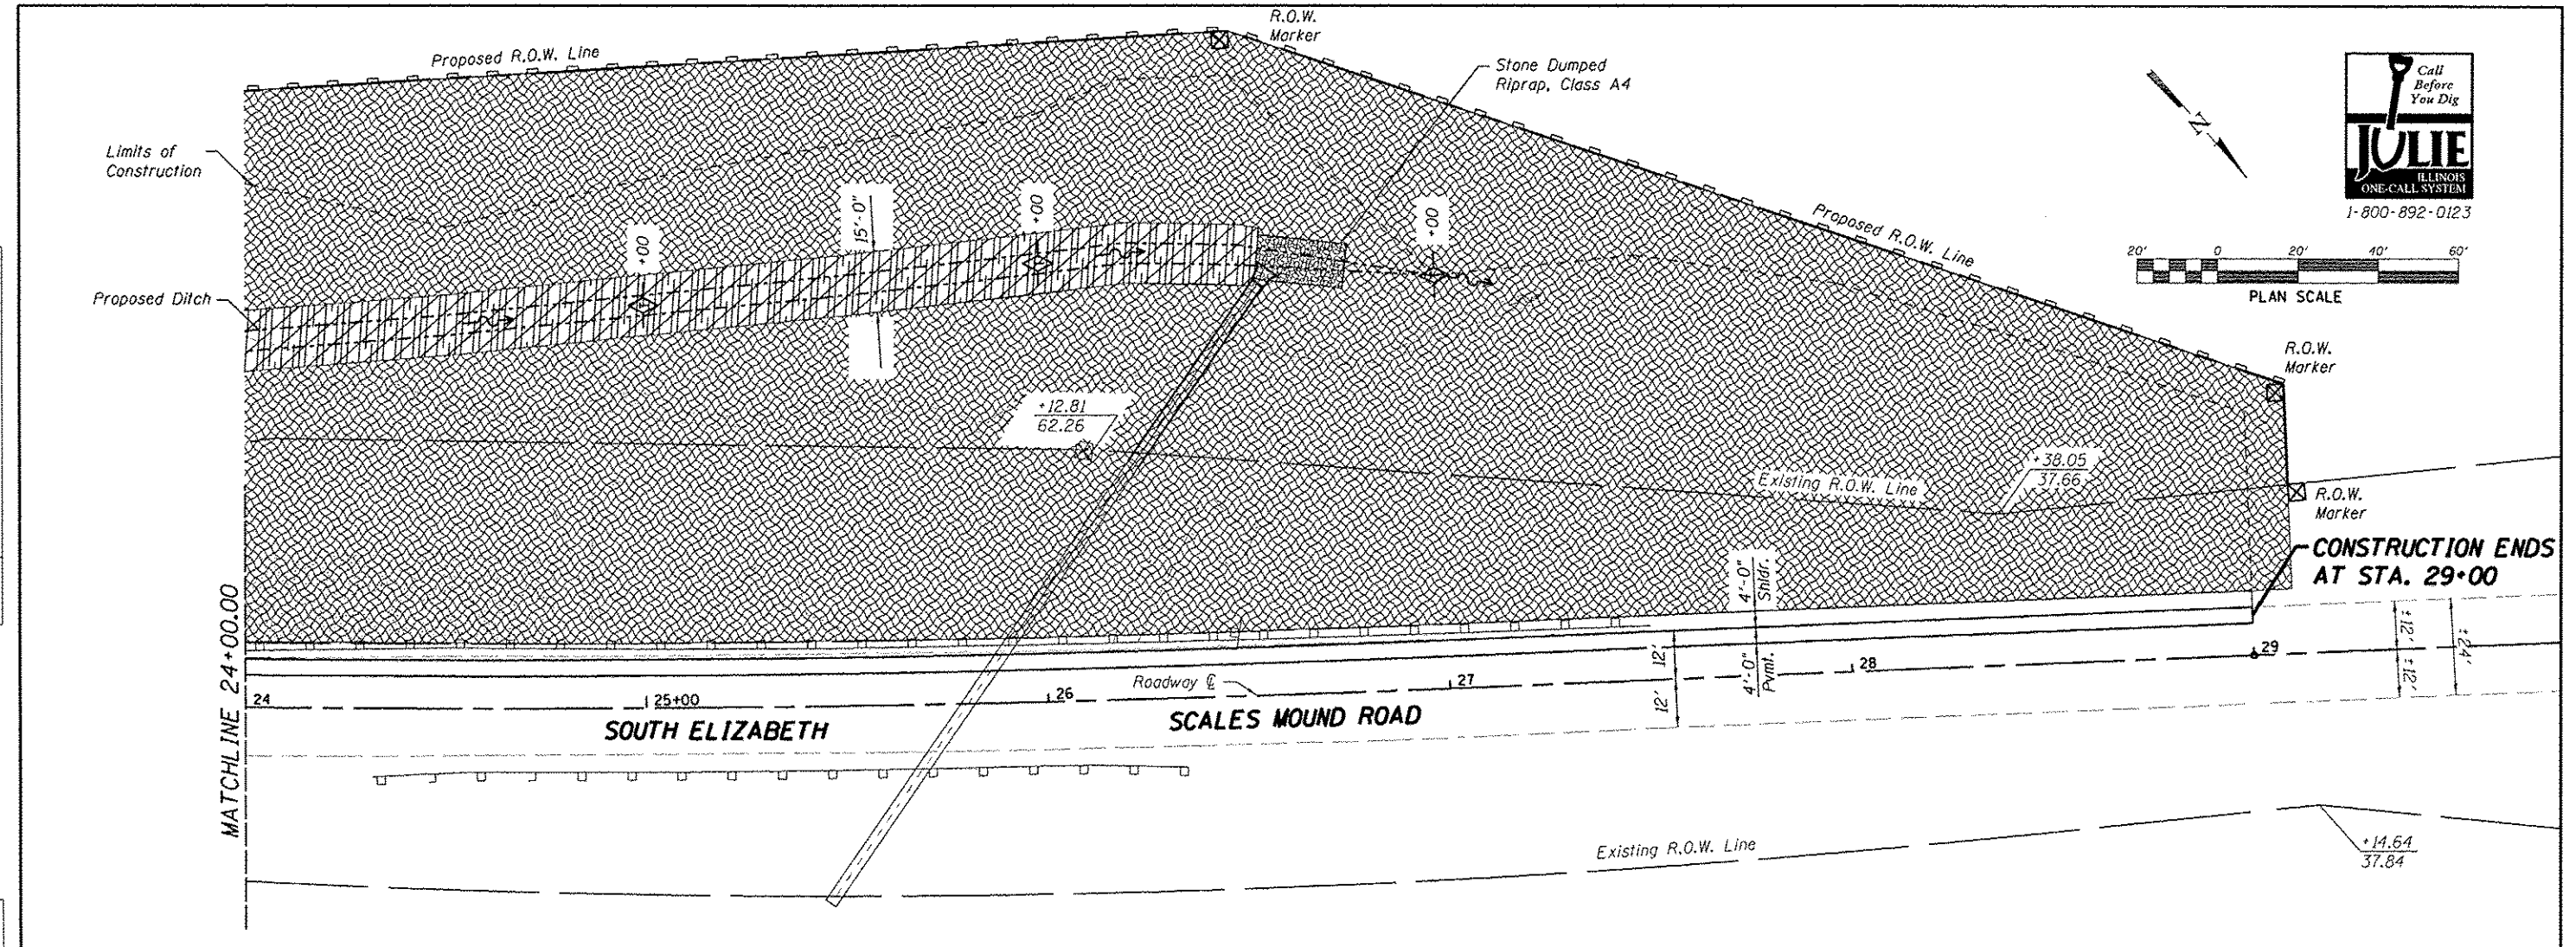 R.O.W.
Marker
Proposed R.O.W. Line
Stone Dumped
Riprap, Class A4
Call
Before
You Dig
JULIE
ILLINOIS
ONE-CALL SYSTEM
1-800-892-0123
N
Limits of
Construction
15'-0"
+00
+00
+00
Proposed R.O.W. Line
20' 0 20' 40' 60'
PLAN SCALE
Proposed Ditch
R.O.W.
Marker
+12.81
62.26
+38.05
37.66
Existing R.O.W. Line
R.O.W.
Marker
CONSTRUCTION ENDS
AT STA. 29+00
4'-0"
Shldr.
MATCHLINE 24+00.00
24
25+00
26
Roadway ℄
27
28
29
12'
12'
4'-0"
Pvmt.
±12'
±12'
±24'
SOUTH ELIZABETH
SCALES MOUND ROAD
Existing R.O.W. Line
+14.64
37.84